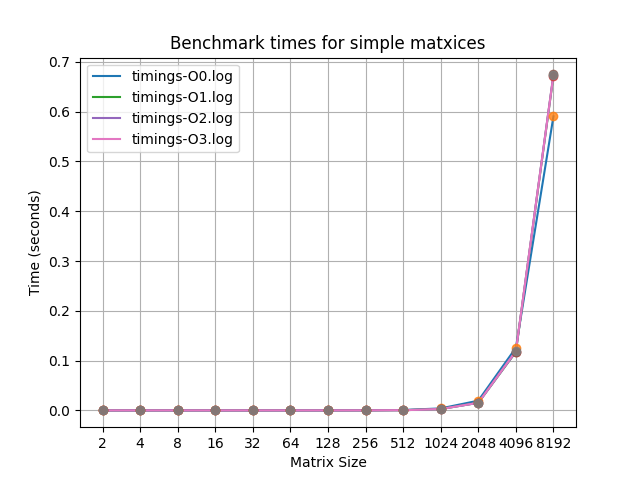 Benchmark times for simple matxices
timings-O0.log
timings-O1.log
timings-O2.log
timings-O3.log
0.7
0.6
0.5
0.4
0.3
0.2
0.1
0.0
Time (seconds)
2 4 8 16 32 64 128 256 512 1024 2048 4096 8192
Matrix Size